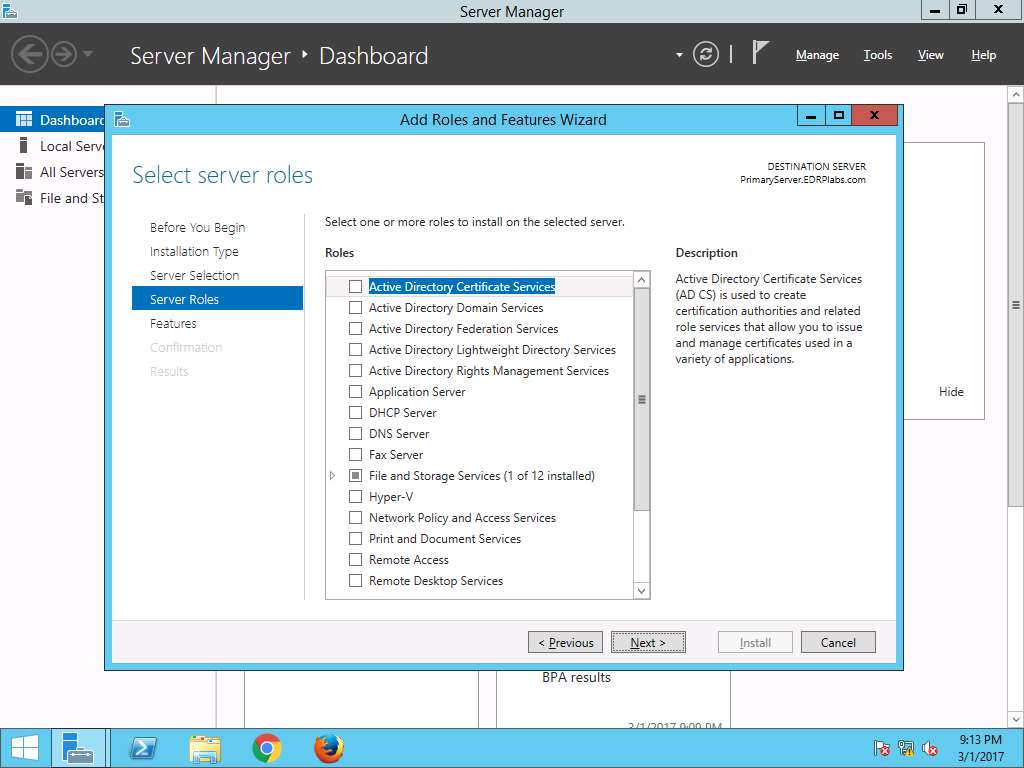 Server Manager
Server Manager • Dashboard
Manage Tools View Help
Dashboard
Local Serve
All Servers
File and St
Add Roles and Features Wizard
Select server roles
DESTINATION SERVER
PrimaryServer.EDRPlabs.com
Before You Begin
Installation Type
Server Selection
Server Roles
Features
Confirmation
Results
Select one or more roles to install on the selected server.
Roles
Active Directory Certificate Services
Active Directory Domain Services
Active Directory Federation Services
Active Directory Lightweight Directory Services
Active Directory Rights Management Services
Application Server
DHCP Server
DNS Server
Fax Server
File and Storage Services (1 of 12 installed)
Hyper-V
Network Policy and Access Services
Print and Document Services
Remote Access
Remote Desktop Services
Description
Active Directory Certificate Services
(AD CS) is used to create
certification authorities and related
role services that allow you to issue
and manage certificates used in a
variety of applications.
Hide
< Previous Next > Install Cancel
BPA results
3/1/2017 9:09 PM
9:13 PM
3/1/2017